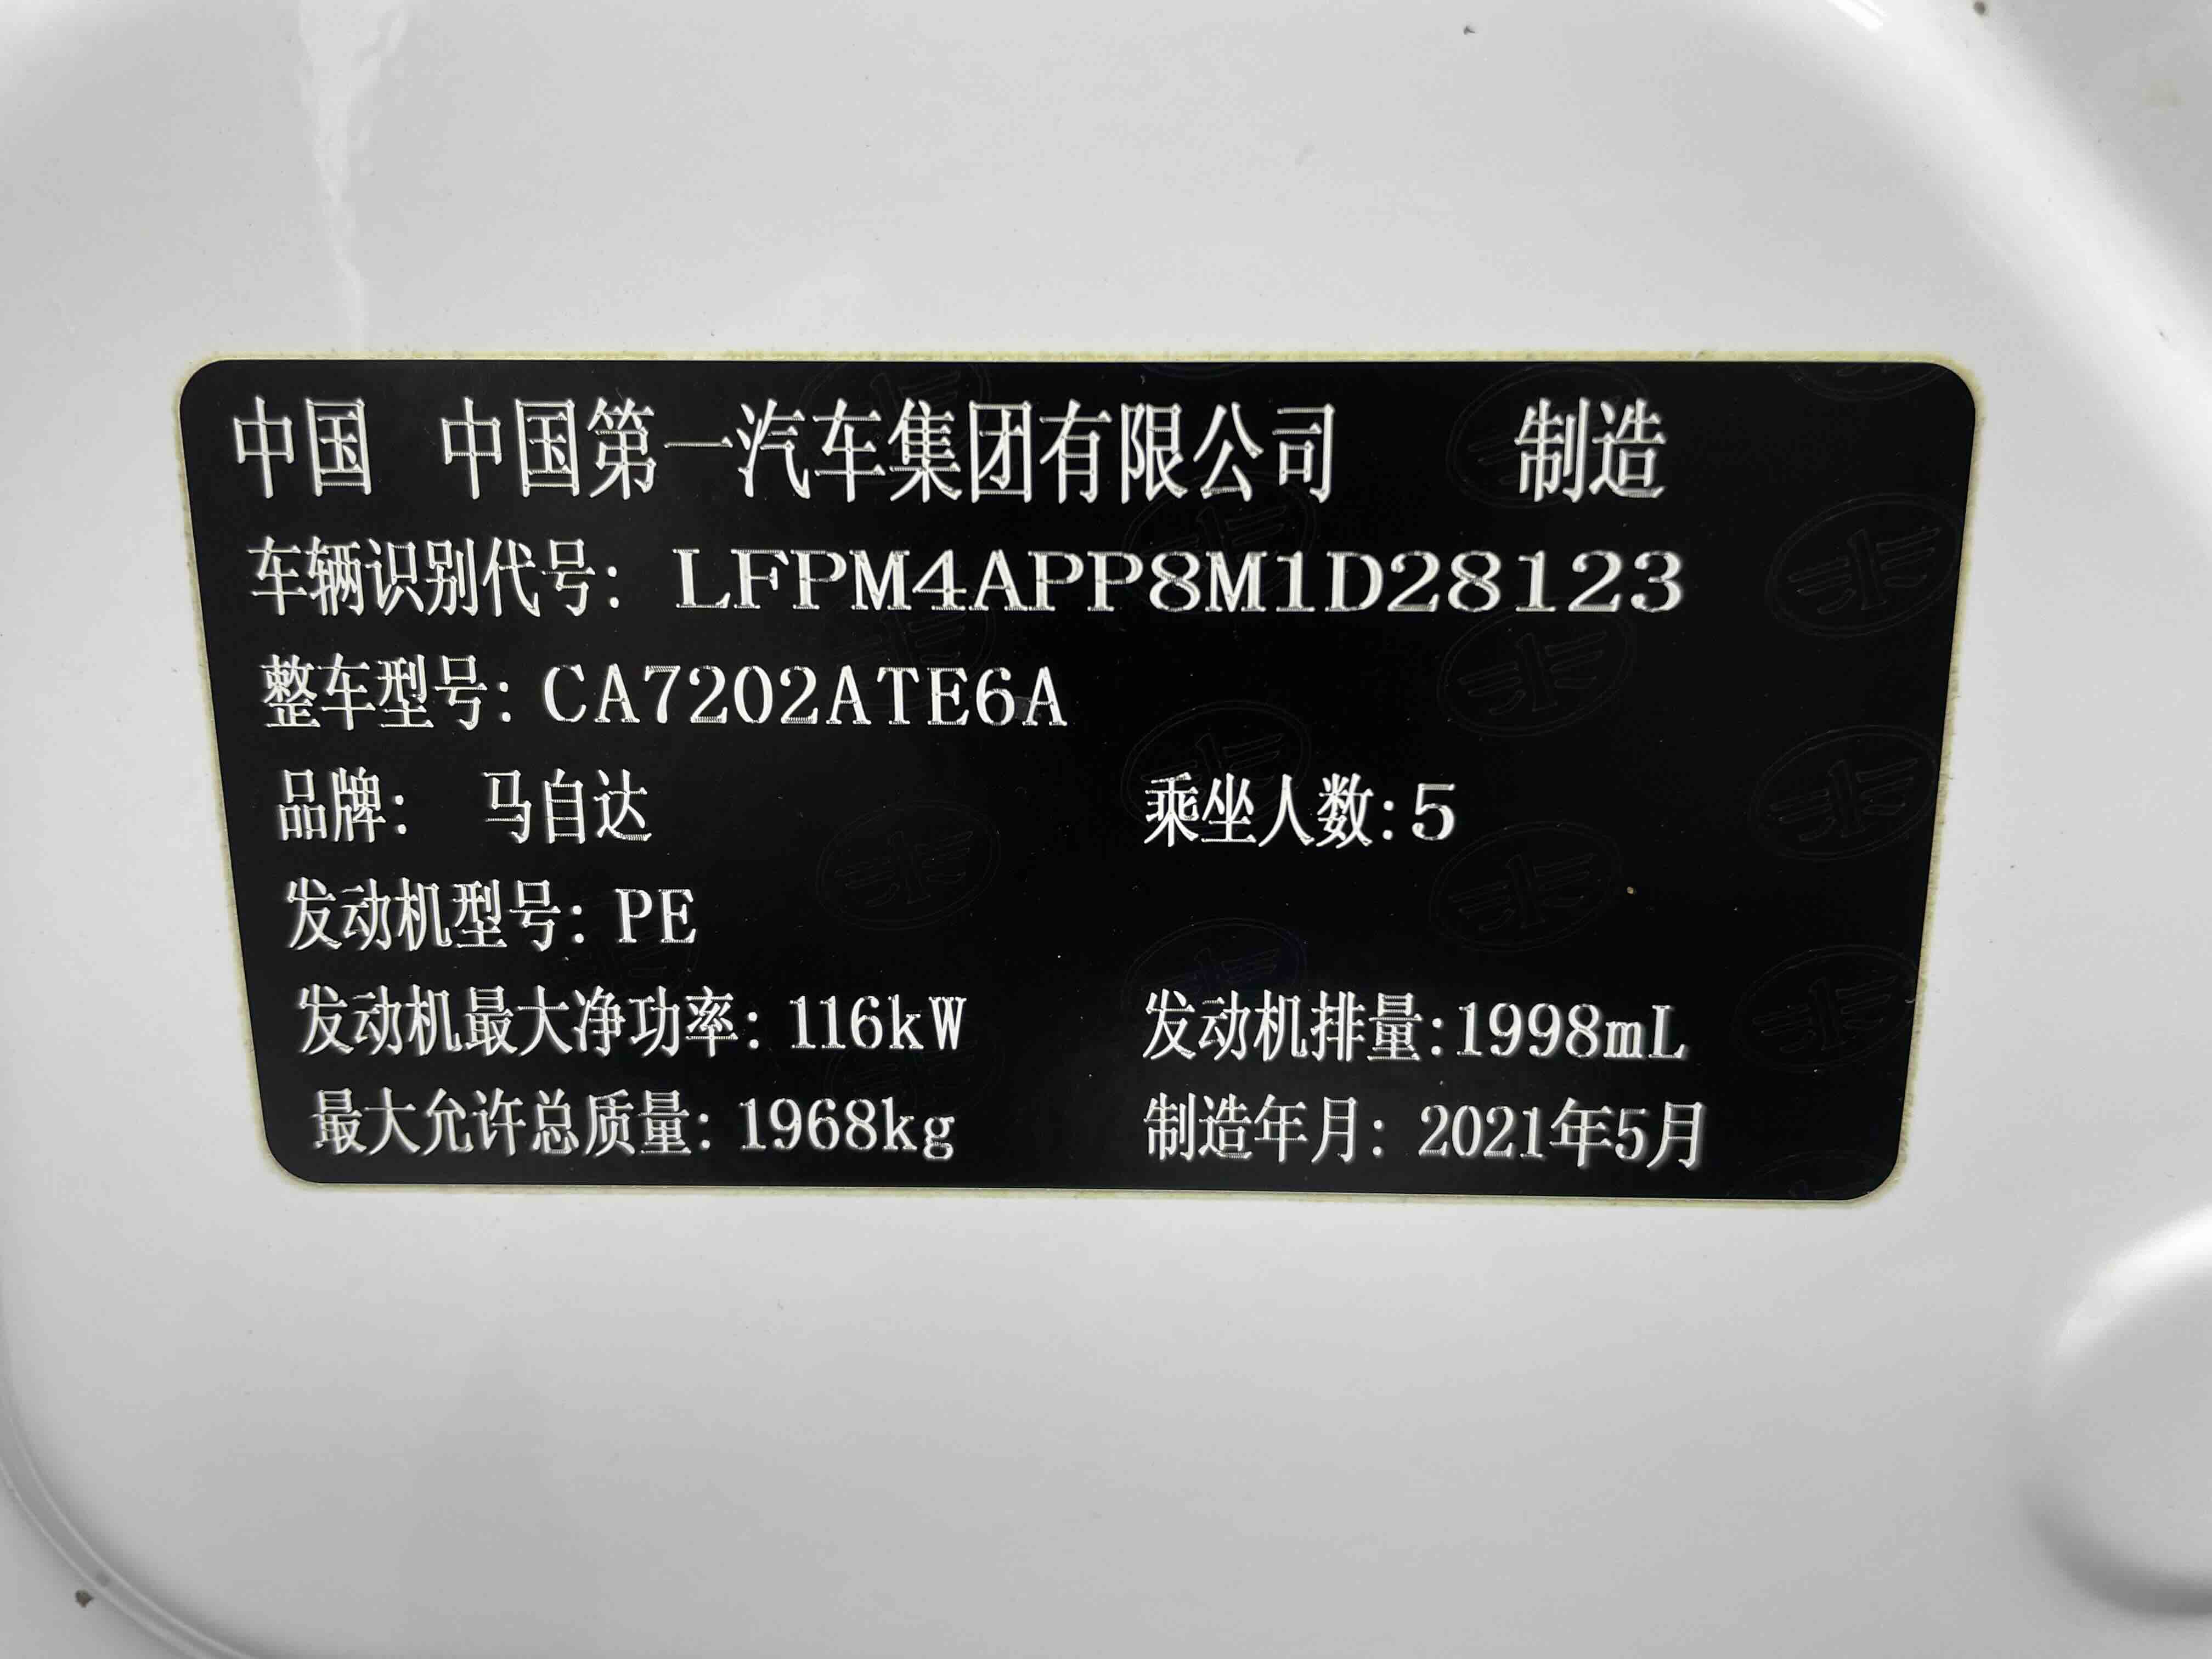 中国 中国第一汽车集团有限公司 制造
车辆识别代号: LFPM4APP8M1D28123
整车型号: CA7202ATE6A
品牌: 马自达 乘坐人数:5
发动机型号: PE
发动机最大净功率: 116kW 发动机排量:1998mL
最大允许总质量: 1968kg 制造年月: 2021年5月